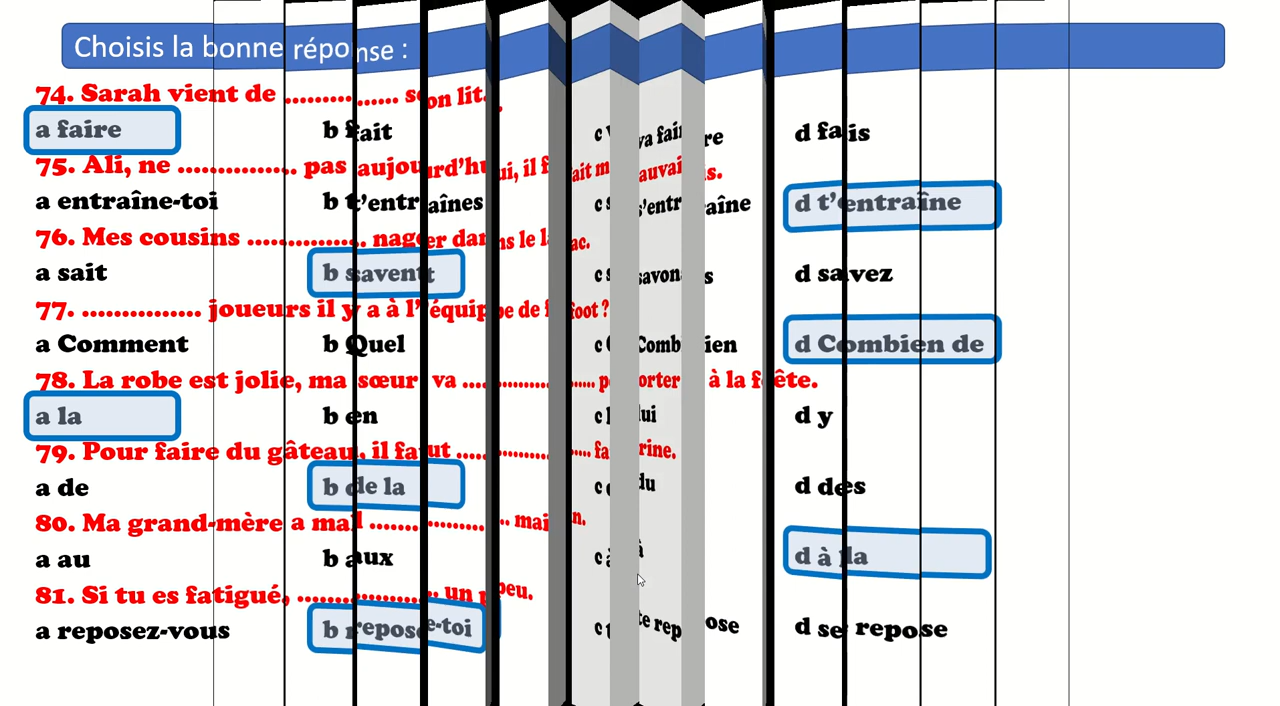 Choisis la bonne réponse :
74. Sarah vient de .................. son lit.
a faire b fait c va faire d fais
75. Ali, ne ................ pas aujourd'hui, il fait mauvais.
a entraîne-toi b t'entraînes c s'entraîne d t'entraîne
76. Mes cousins ................ nager dans le lac.
a sait b savent c savons d savez
77. ................ joueurs il y a à l'équipe de foot ?
a Comment b Quel c Combien d Combien de
78. La robe est jolie, ma sœur va .................. porter à la fête.
a la b en c lui d y
79. Pour faire du gâteau, il faut .................. farine.
a de b de la c du d des
80. Ma grand-mère a mal .................. main.
a au b aux c à d à la
81. Si tu es fatigué, .................. un peu.
a reposez-vous b repose-toi c te repose d se repose